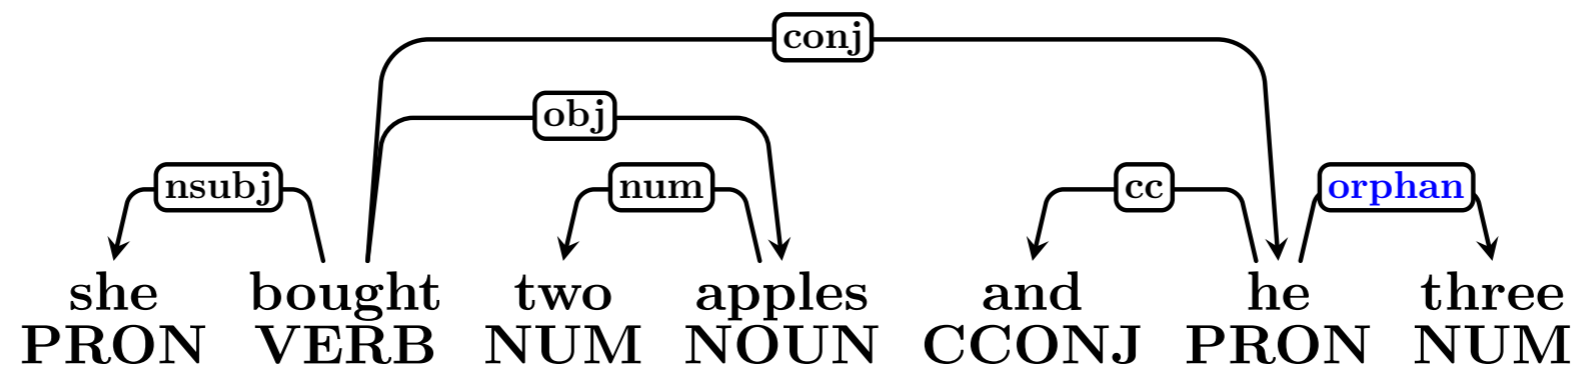 conj
obj
nsubj num cc orphan
she bought two apples and he three
PRON VERB NUM NOUN CCONJ PRON NUM